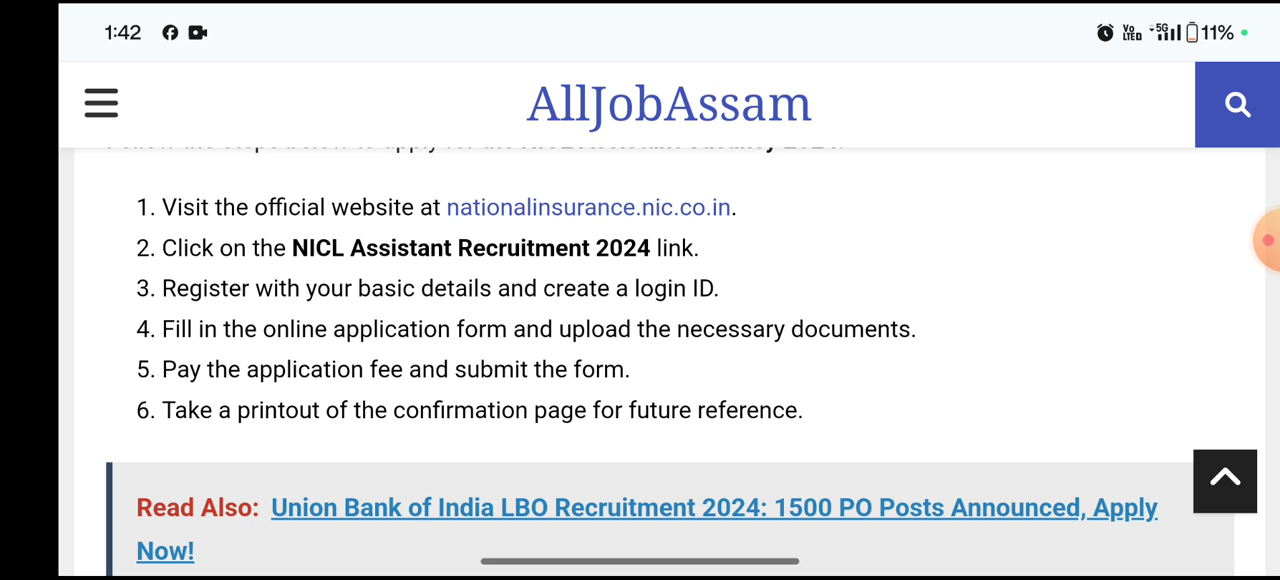 1:42
Vo LTED 5G 11%
AllJobAssam
1. Visit the official website at nationalinsurance.nic.co.in.
2. Click on the NICL Assistant Recruitment 2024 link.
3. Register with your basic details and create a login ID.
4. Fill in the online application form and upload the necessary documents.
5. Pay the application fee and submit the form.
6. Take a printout of the confirmation page for future reference.
Read Also: Union Bank of India LBO Recruitment 2024: 1500 PO Posts Announced, Apply
Now!